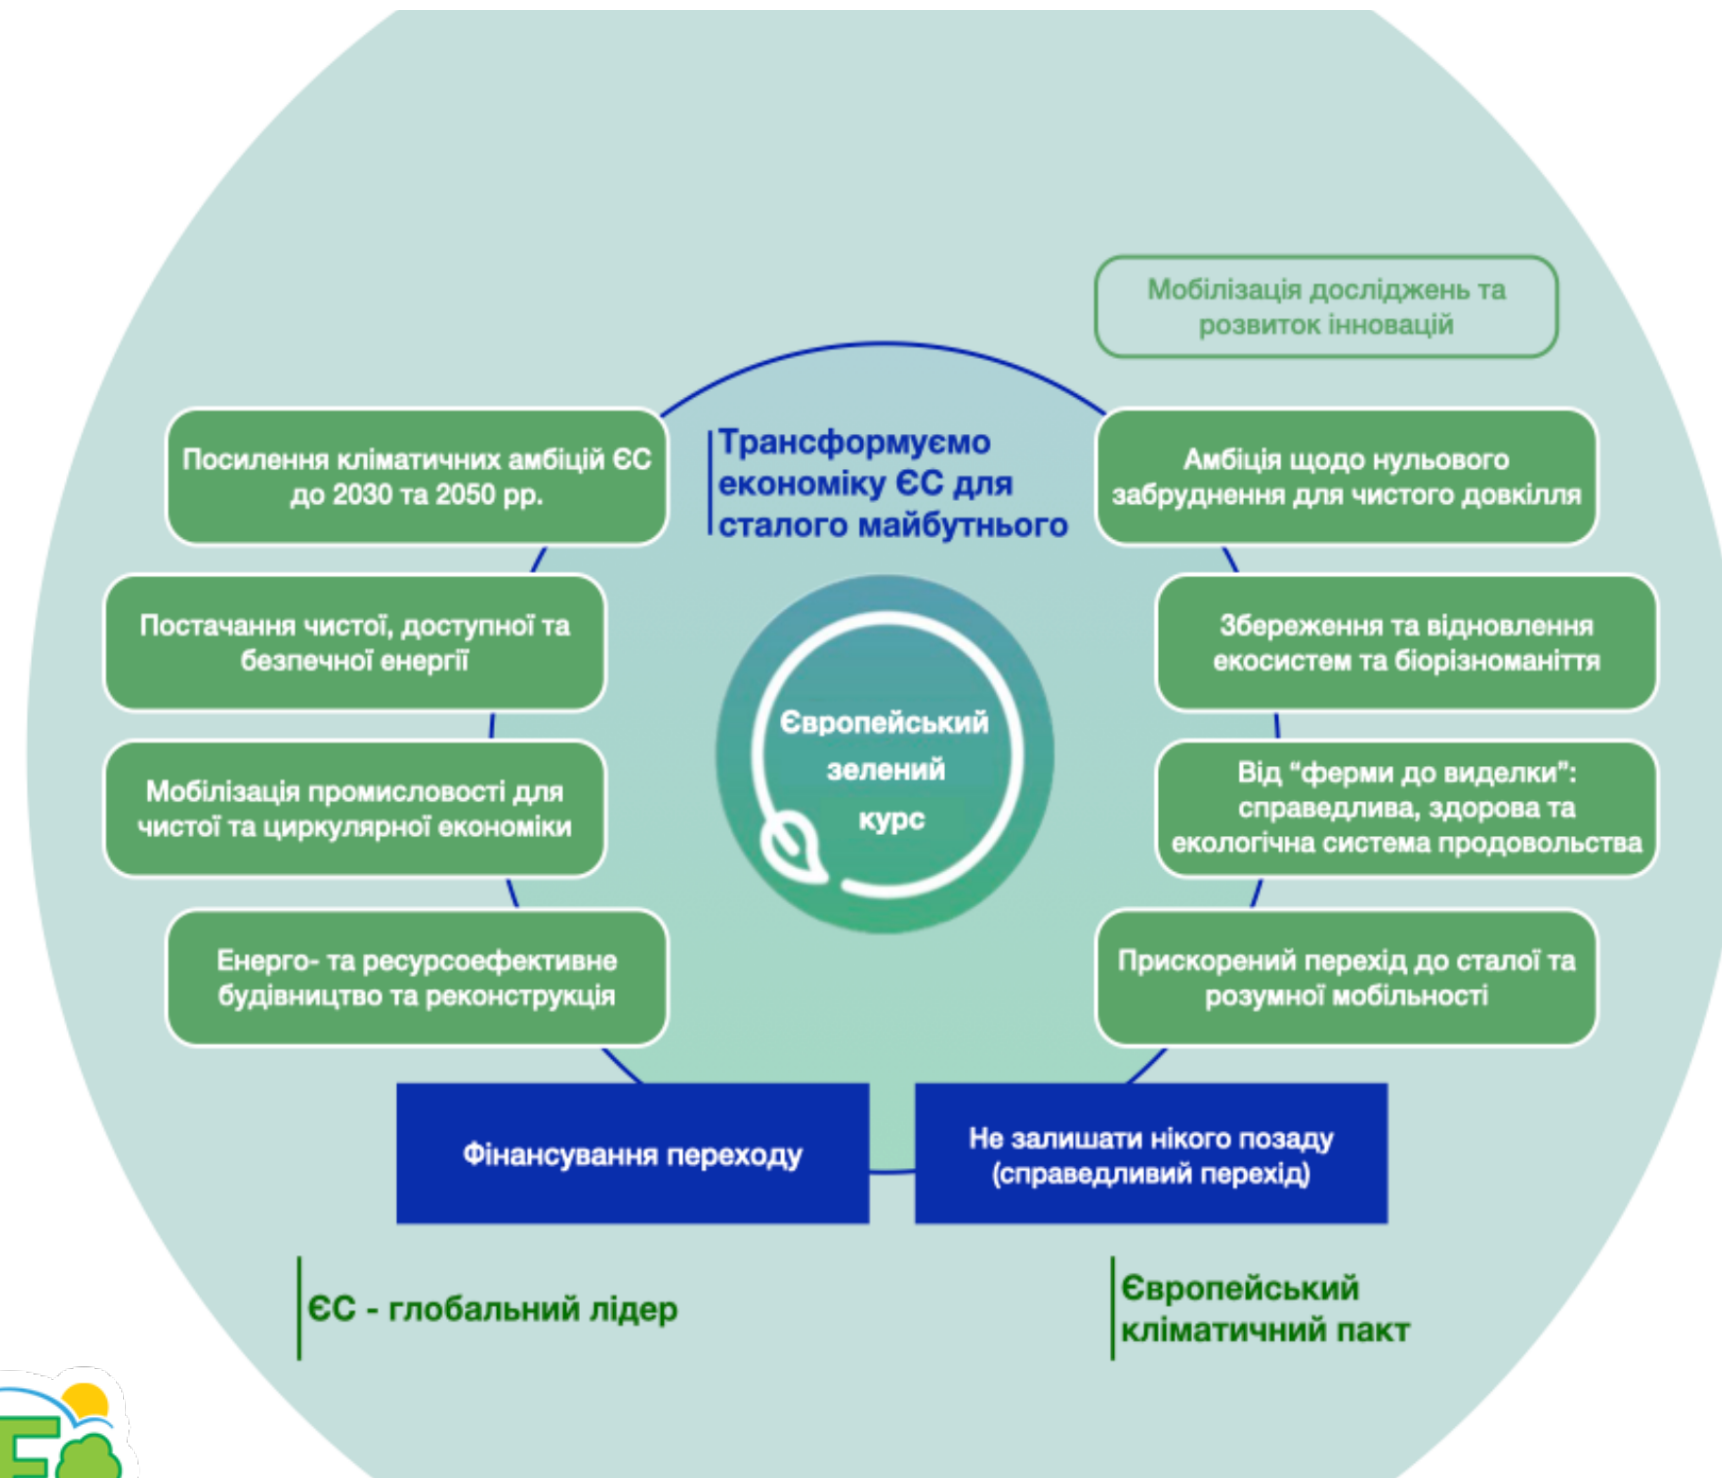 Мобілізація досліджень та
розвиток інновацій
Трансформуємо
економіку ЄС для
сталого майбутнього
Посилення кліматичних амбіцій ЄС
до 2030 та 2050 рр.
Постачання чистої, доступної та
безпечної енергії
Мобілізація промисловості для
чистої та циркулярної економіки
Енерго- та ресурсоефективне
будівництво та реконструкція
Європейський
зелений
курс
Амбіція щодо нульового
забруднення для чистого довкілля
Збереження та відновлення
екосистем та біорізноманіття
Від “ферми до виделки”:
справедлива, здорова та
екологічна система продовольства
Прискорений перехід до сталої та
розумної мобільності
Фінансування переходу
Не залишати нікого позаду
(справедливий перехід)
ЄС - глобальний лідер
Європейський
кліматичний пакт